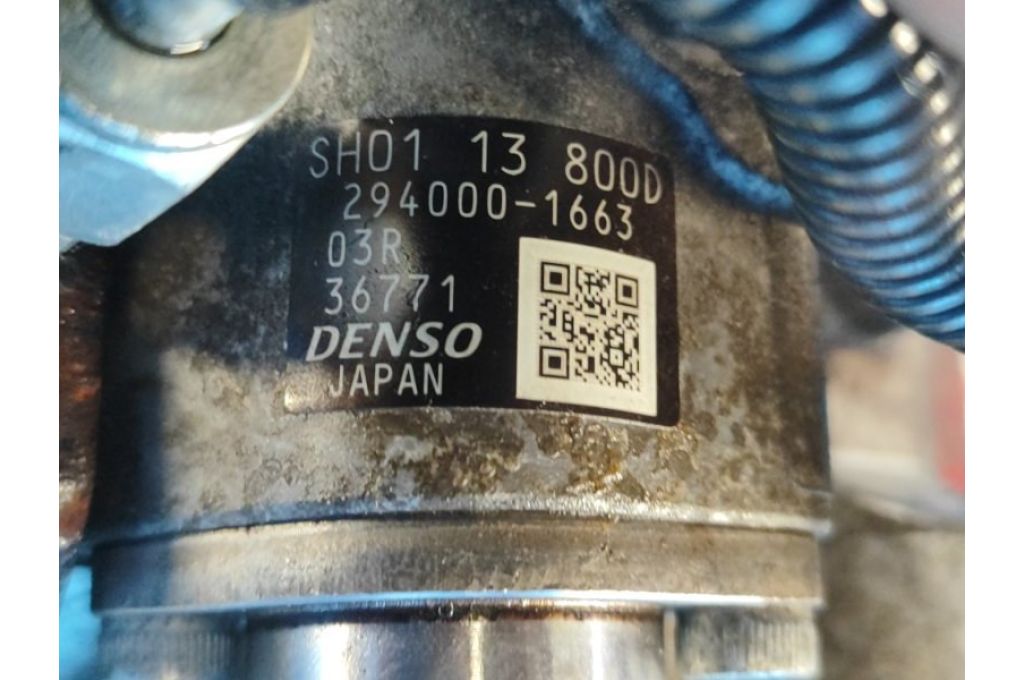 SH01 13 800D
294000-1663
03R
36771
DENSO
JAPAN